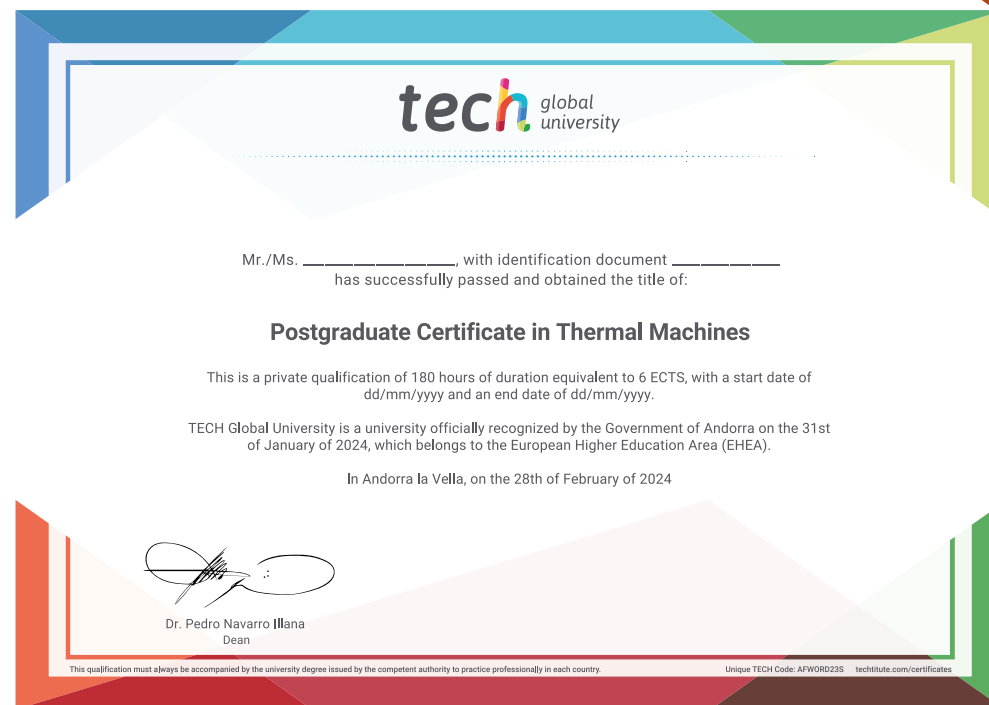 tech global
university
Mr./Ms. ________________, with identification document ____________
has successfully passed and obtained the title of:
Postgraduate Certificate in Thermal Machines
This is a private qualification of 180 hours of duration equivalent to 6 ECTS, with a start date of
dd/mm/yyyy and an end date of dd/mm/yyyy.
TECH Global University is a university officially recognized by the Government of Andorra on the 31st
of January of 2024, which belongs to the European Higher Education Area (EHEA).
In Andorra la Vella, on the 28th of February of 2024
Dr. Pedro Navarro Illana
Dean
This qualification must always be accompanied by the university degree issued by the competent authority to practice professionally in each country. Unique TECH Code: AFWORD23S techtitute.com/certificates